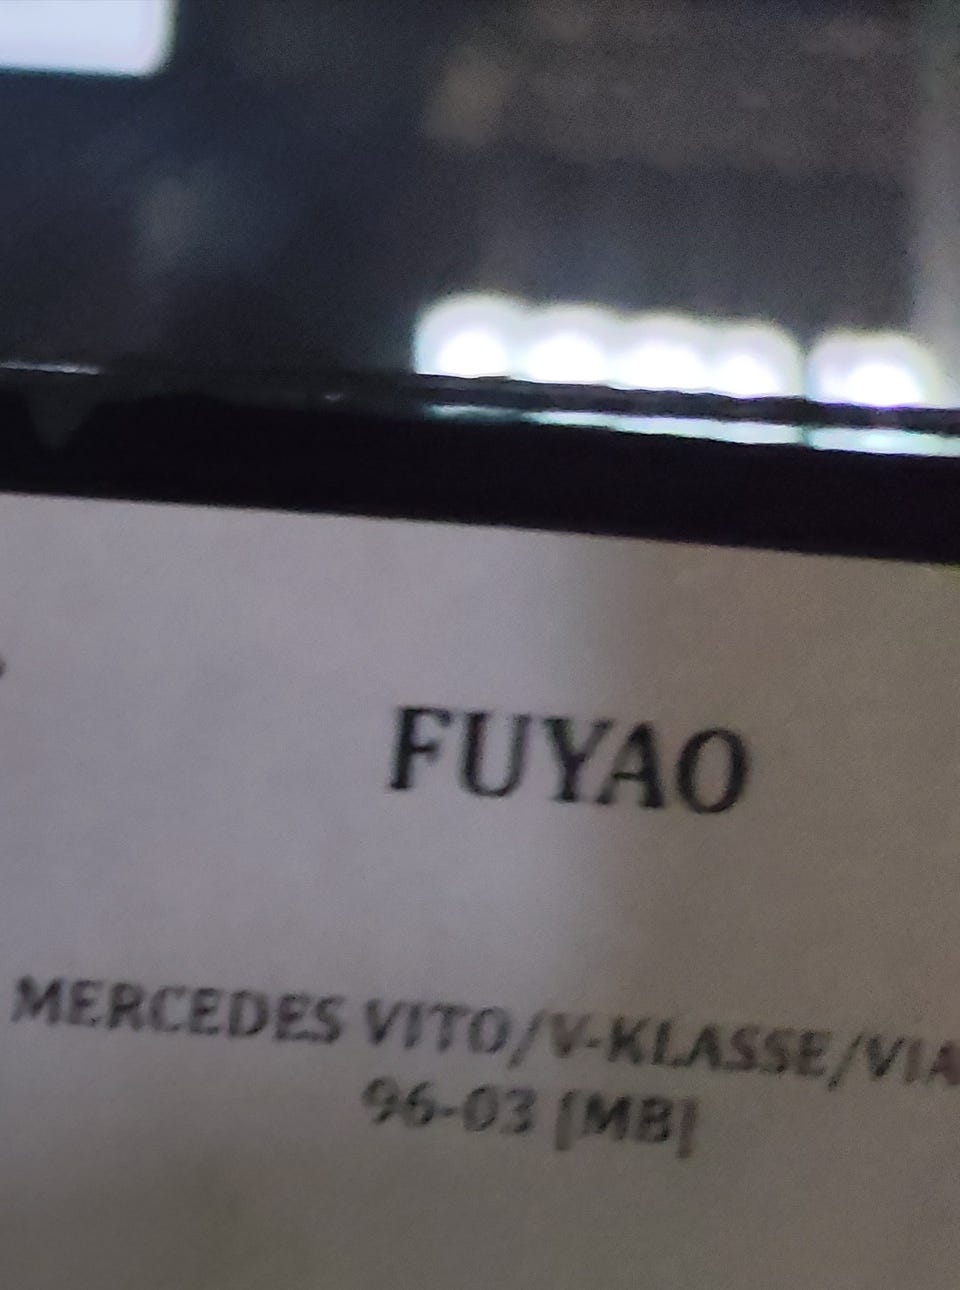 FUYAO
MERCEDES VITO/V-KLASSE/VIA
96-03 [MB]